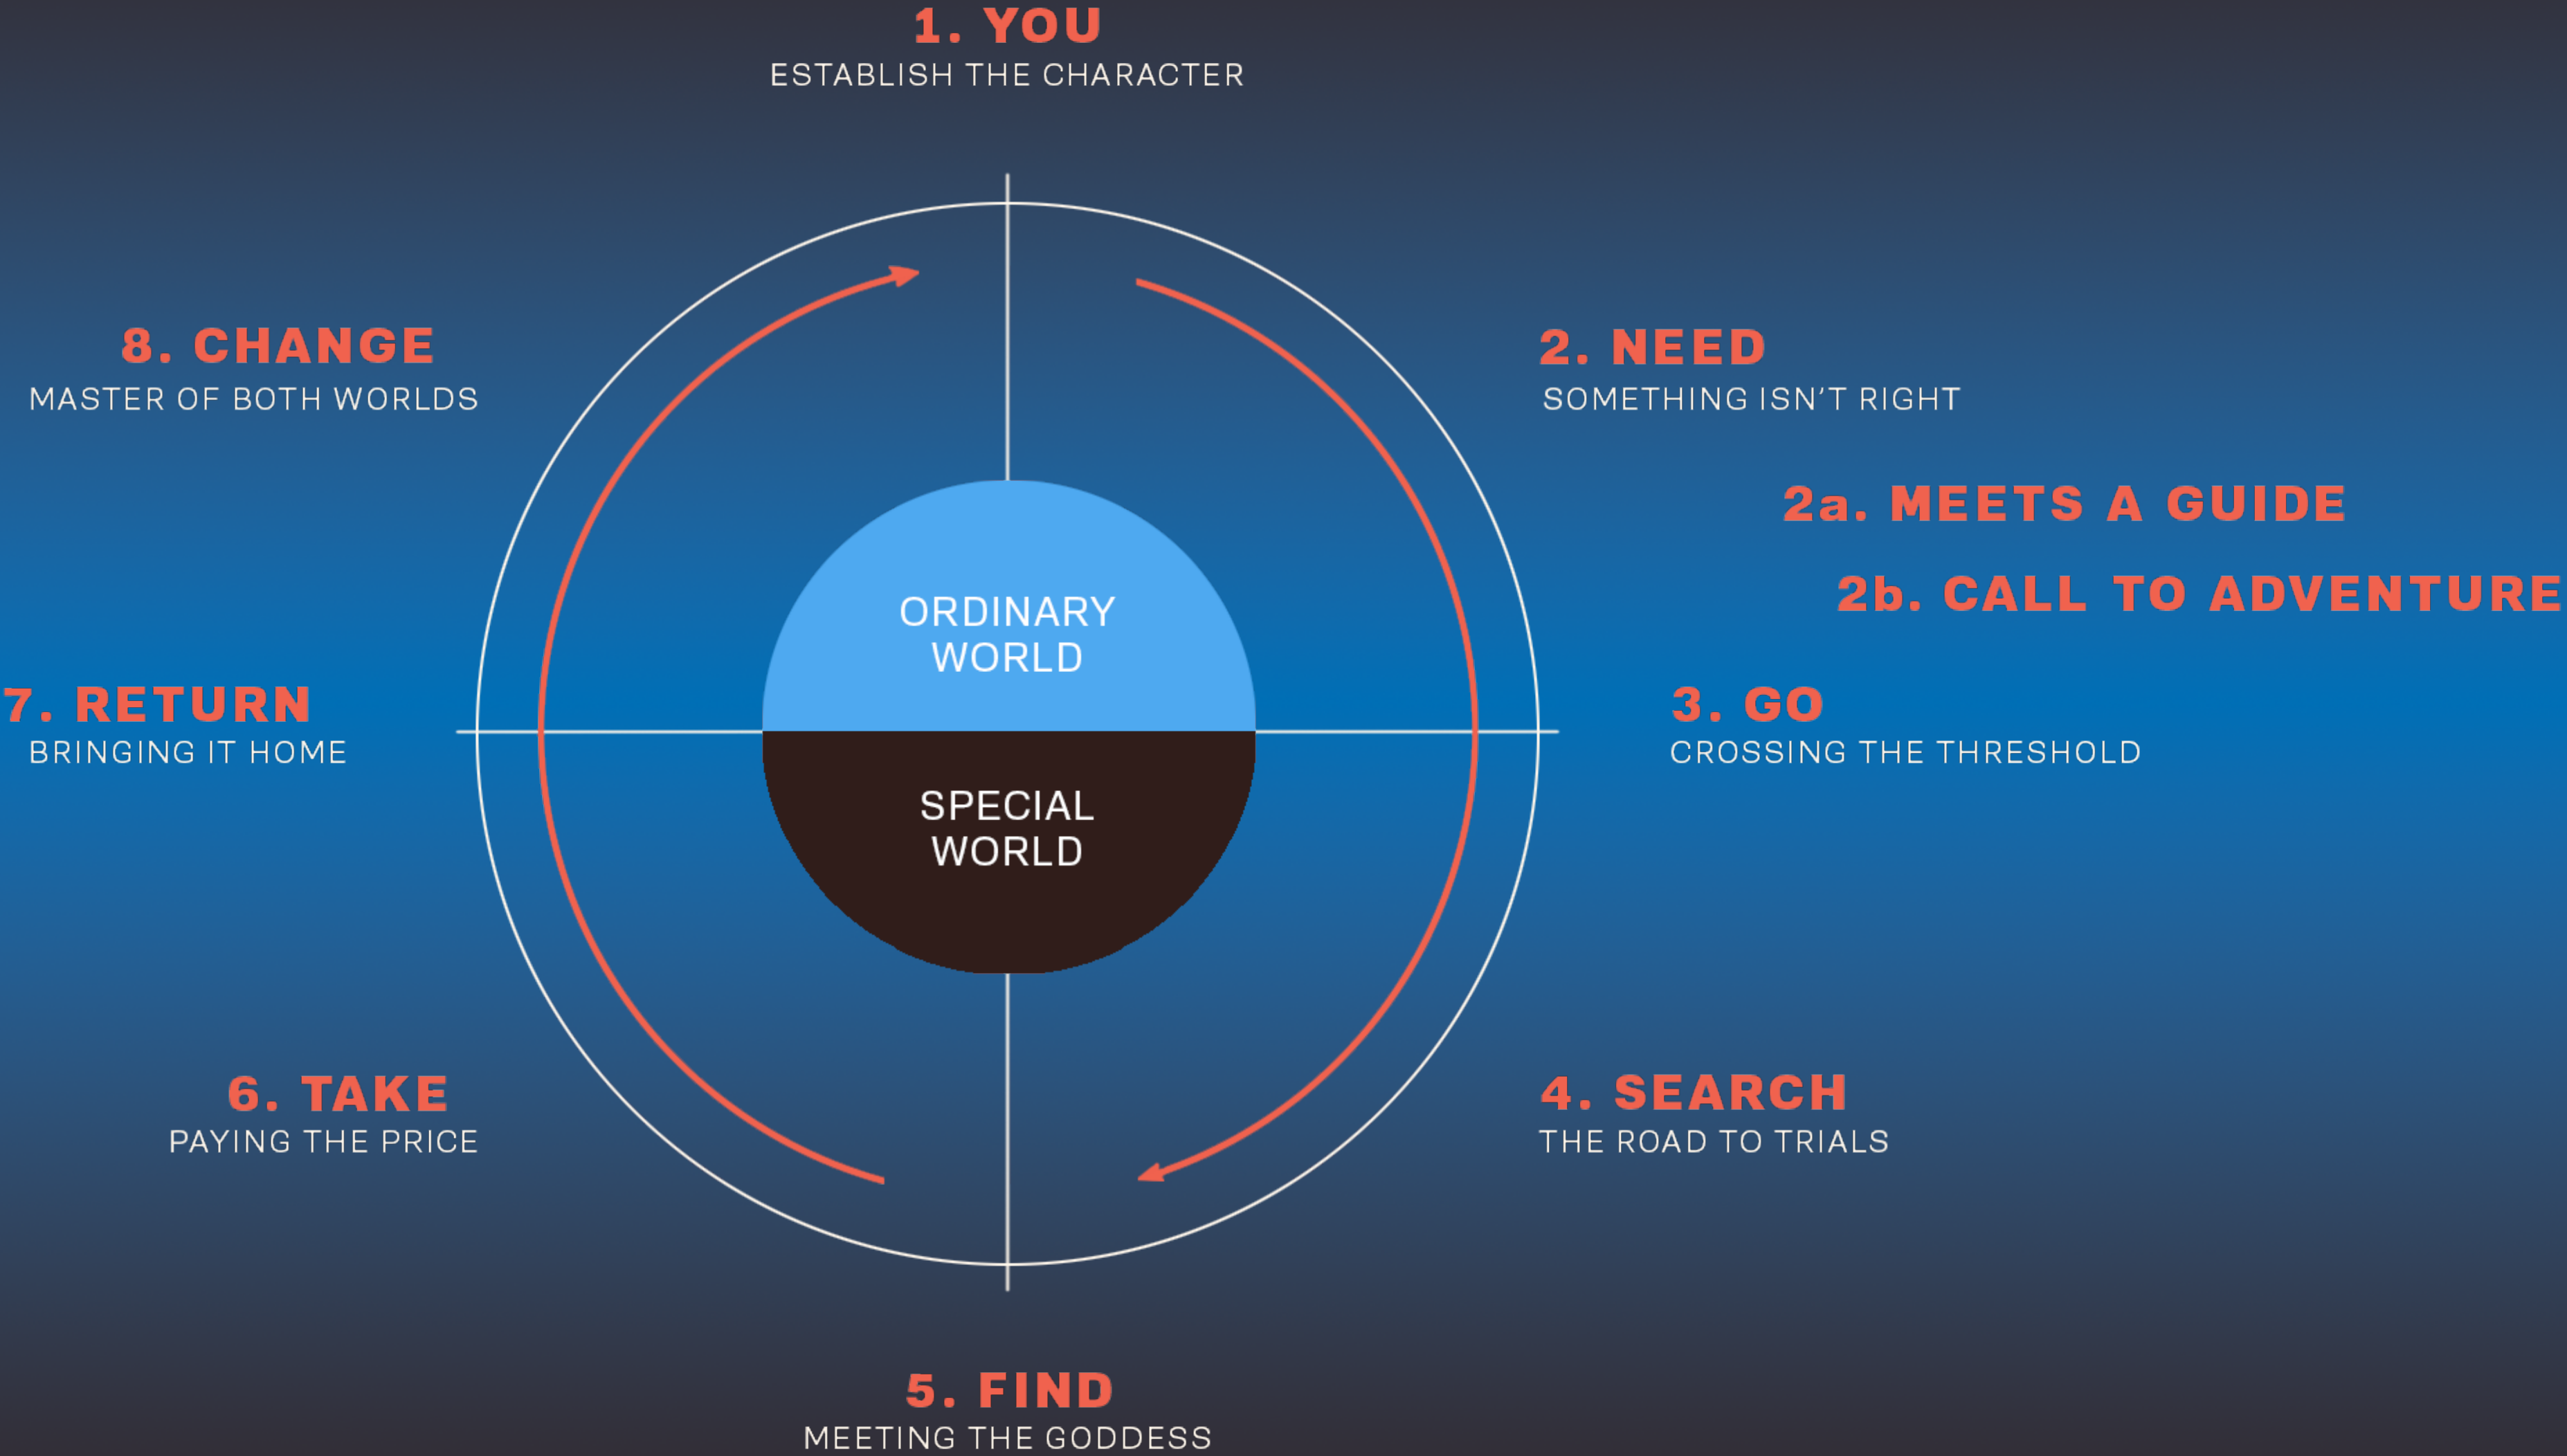 1. YOU
ESTABLISH THE CHARACTER
2. NEED
SOMETHING ISN'T RIGHT
2a. MEETS A GUIDE
2b. CALL TO ADVENTURE
3. GO
CROSSING THE THRESHOLD
4. SEARCH
THE ROAD TO TRIALS
5. FIND
MEETING THE GODDESS
6. TAKE
PAYING THE PRICE
7. RETURN
BRINGING IT HOME
8. CHANGE
MASTER OF BOTH WORLDS
ORDINARY
WORLD
SPECIAL
WORLD